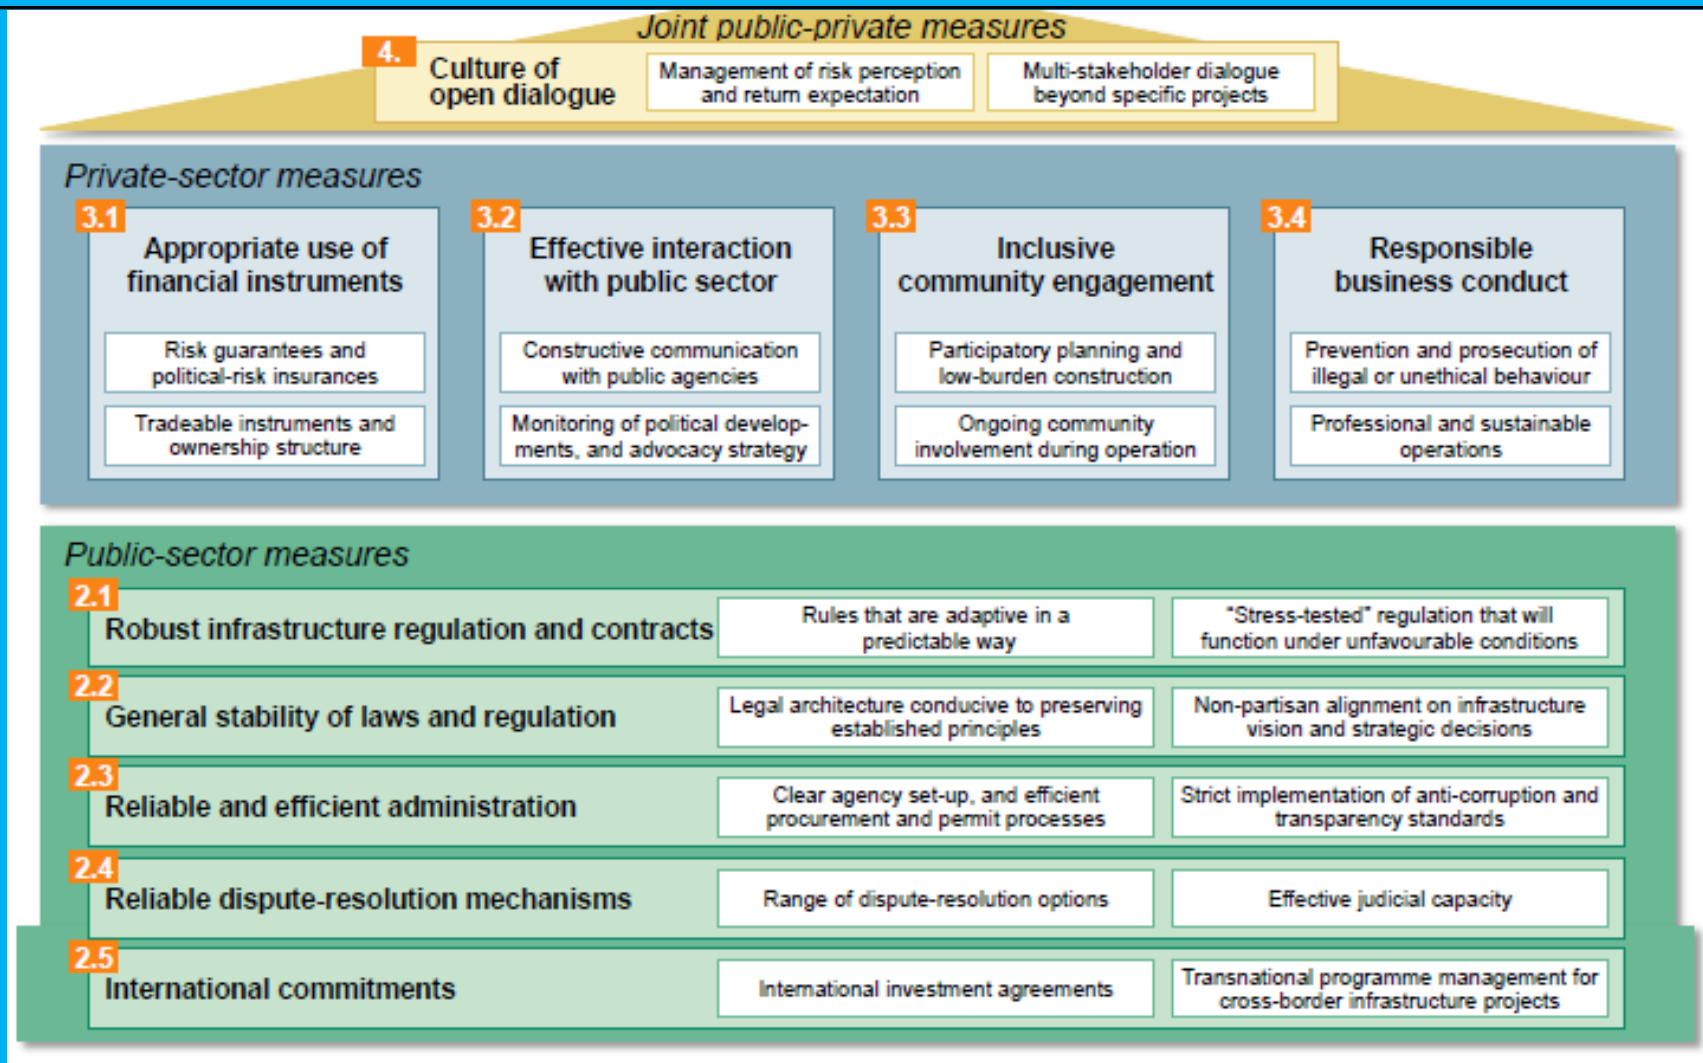 Joint public-private measures
4.
Culture of
open dialogue
Management of risk perception
and return expectation
Multi-stakeholder dialogue
beyond specific projects
Private-sector measures
3.1
Appropriate use of
financial instruments
Risk guarantees and
political-risk insurances
Tradeable instruments and
ownership structure
3.2
Effective interaction
with public sector
Constructive communication
with public agencies
Monitoring of political develop-
ments, and advocacy strategy
3.3
Inclusive
community engagement
Participatory planning and
low-burden construction
Ongoing community
involvement during operation
3.4
Responsible
business conduct
Prevention and prosecution of
illegal or unethical behaviour
Professional and sustainable
operations
Public-sector measures
2.1
Robust infrastructure regulation and contracts
Rules that are adaptive in a
predictable way
“Stress-tested” regulation that will
function under unfavourable conditions
2.2
General stability of laws and regulation
Legal architecture conducive to preserving
established principles
Non-partisan alignment on infrastructure
vision and strategic decisions
2.3
Reliable and efficient administration
Clear agency set-up, and efficient
procurement and permit processes
Strict implementation of anti-corruption and
transparency standards
2.4
Reliable dispute-resolution mechanisms
Range of dispute-resolution options
Effective judicial capacity
2.5
International commitments
International investment agreements
Transnational programme management for
cross-border infrastructure projects